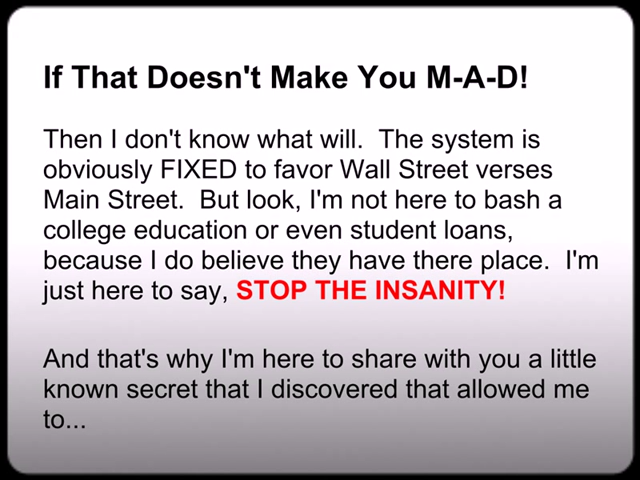 If That Doesn't Make You M-A-D!
Then I don't know what will.  The system is
obviously FIXED to favor Wall Street verses
Main Street.  But look, I'm not here to bash a
college education or even student loans,
because I do believe they have there place.  I'm
just here to say, STOP THE INSANITY!
And that's why I'm here to share with you a little
known secret that I discovered that allowed me
to...